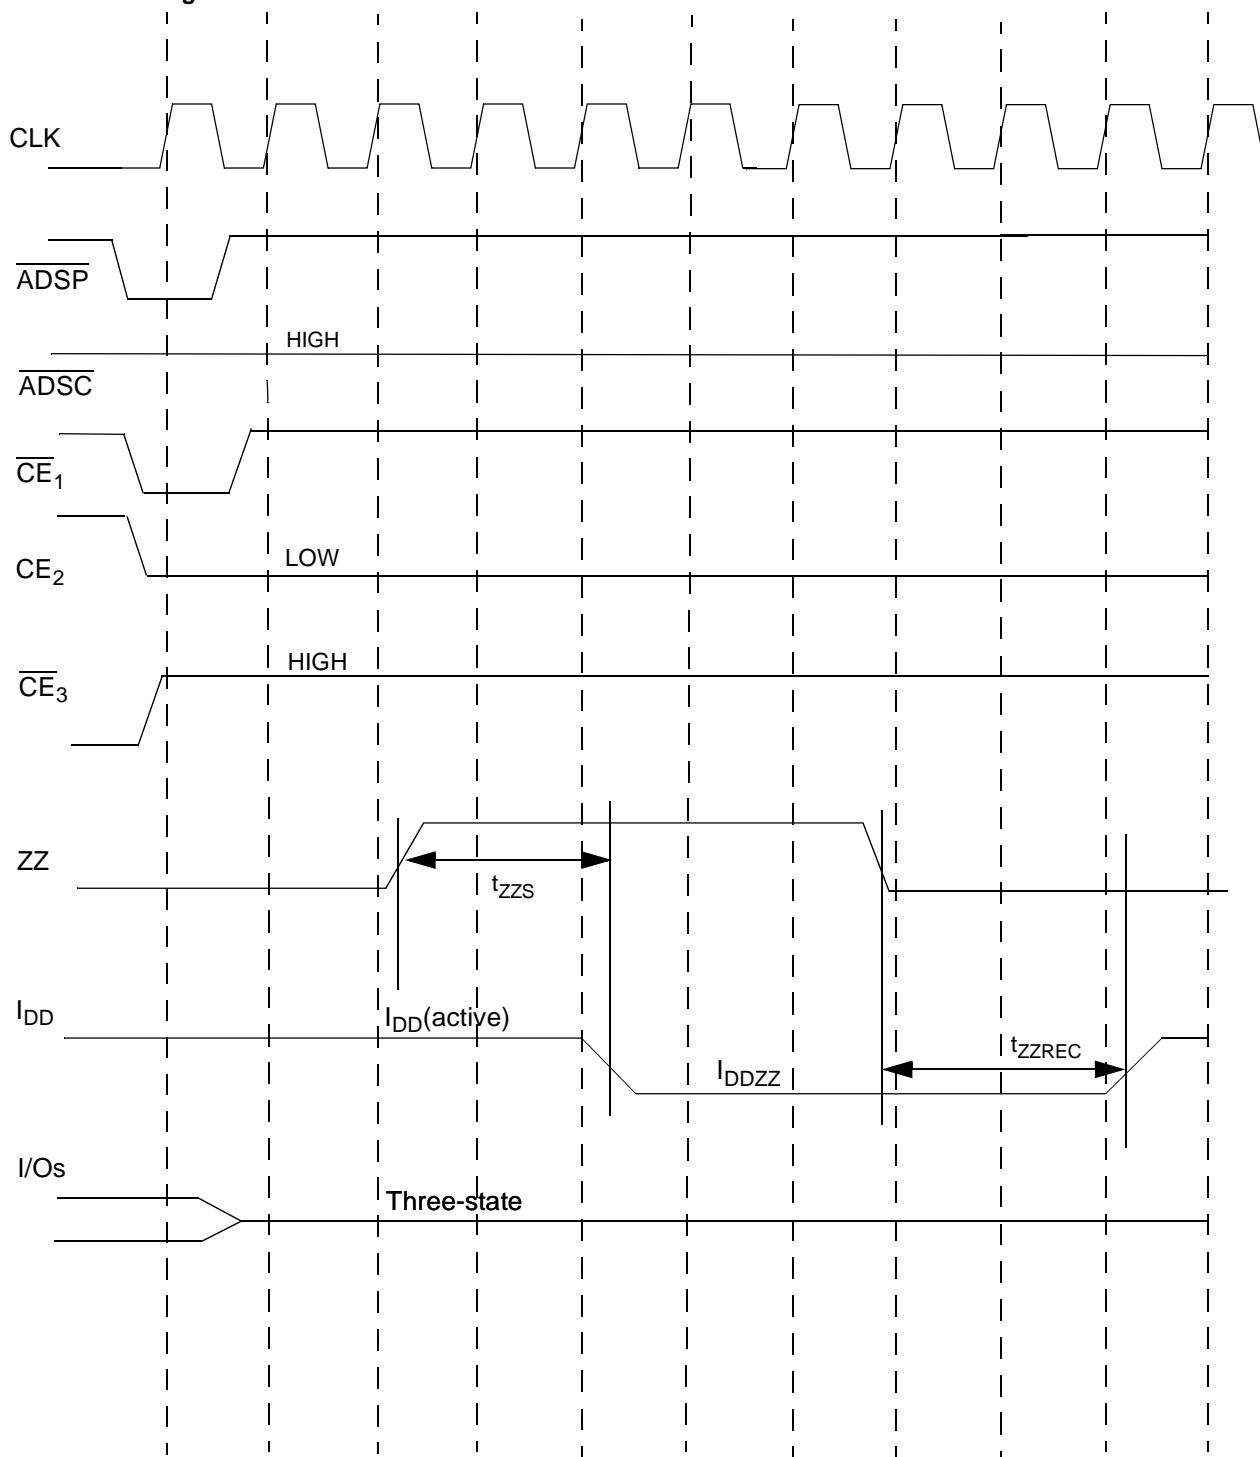 CLK
ADSP
HIGH
ADSC
CE1
LOW
CE2
HIGH
CE3
ZZ
tZZS
IDD
IDD(active)
tZZREC
IDDZZ
I/Os
Three-state